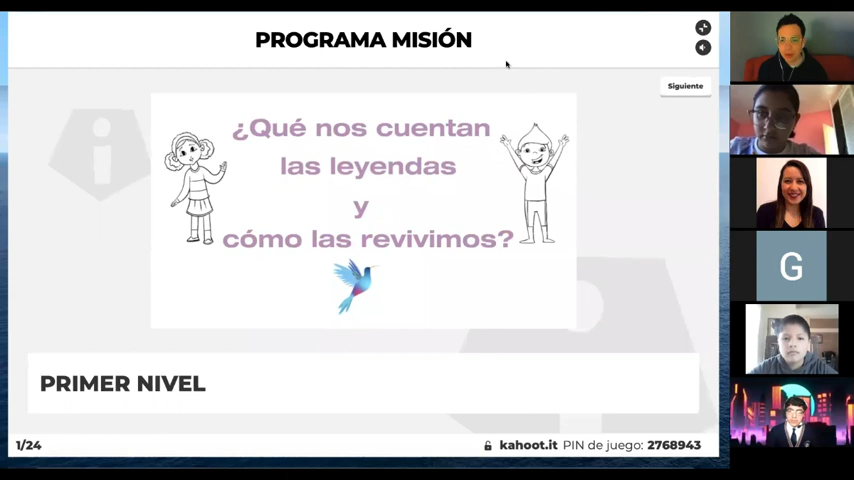 PROGRAMA MISIÓN
Siguiente
¿Qué nos cuentan
las leyendas
y
cómo las revivimos?
PRIMER NIVEL
1/24
kahoot.it PIN de juego: 2768943
G